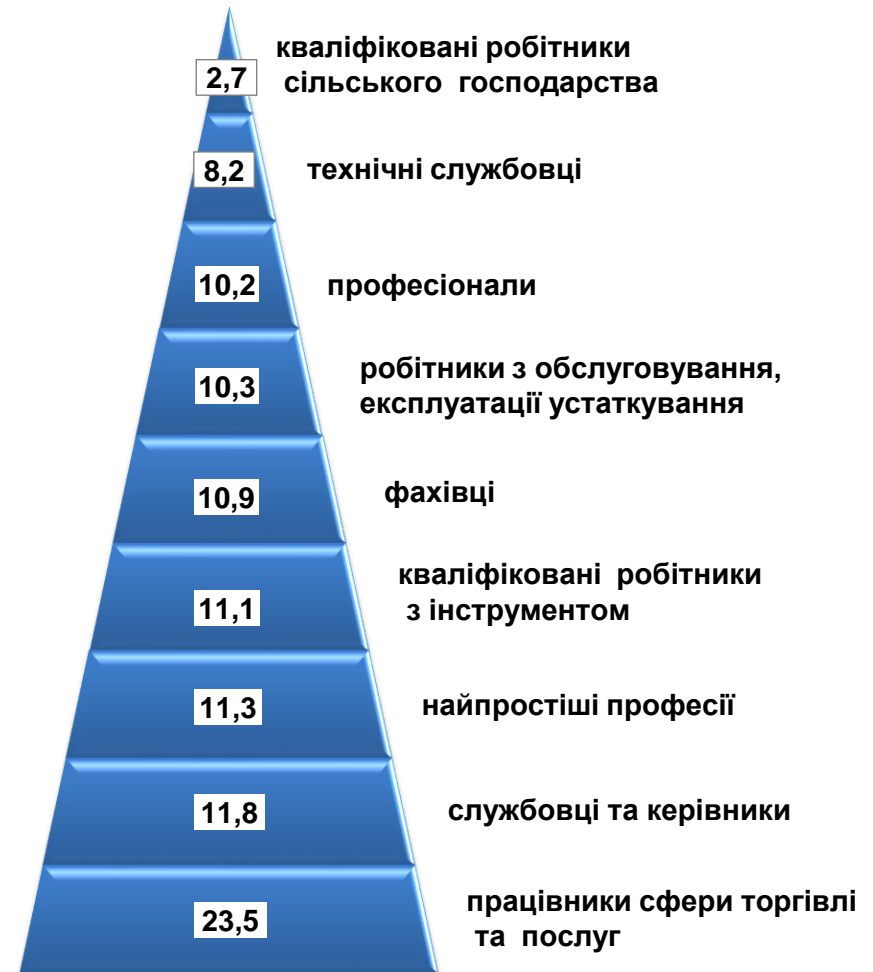 кваліфіковані робітники
2,7 сільського господарства
8,2 технічні службовці
10,2 професіонали
робітники з обслуговування,
10,3 експлуатації устаткування
10,9 фахівці
кваліфіковані робітники
11,1 з інструментом
11,3 найпростіші професії
11,8 службовці та керівники
працівники сфери торгівлі
23,5 та послуг